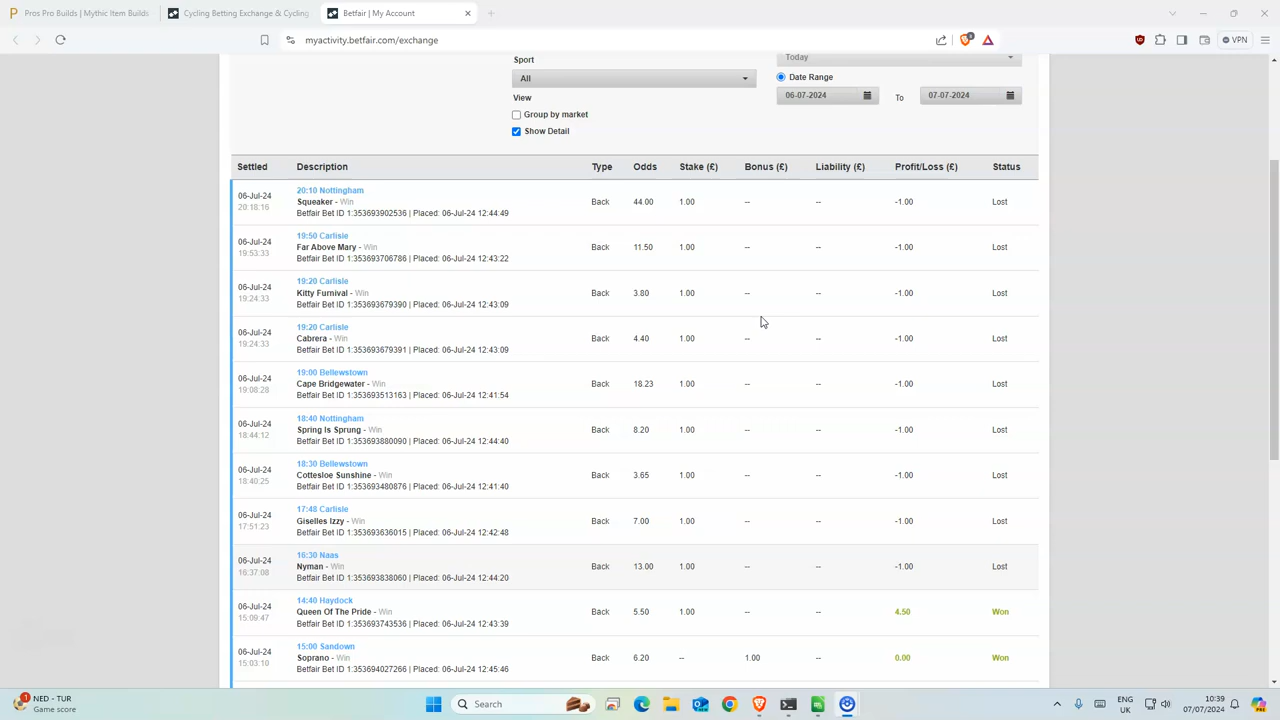 Pros Pro Builds | Mythic Item Builds
Cycling Betting Exchange & Cycling
Betfair | My Account
myactivity.betfair.com/exchange
VPN
Sport
Today
All
Date Range
View
06-07-2024
To
07-07-2024
Group by market
Show Detail
Settled Description Type Odds Stake (£) Bonus (£) Liability (£) Profit/Loss (£) Status
20:10 Nottingham
06-Jul-24 Squeaker - Win Back 44.00 1.00 -- -- -1.00 Lost
20:18:16 Betfair Bet ID 1:353693902536 | Placed: 06-Jul-24 12:44:49
19:50 Carlisle
06-Jul-24 Far Above Mary - Win Back 11.50 1.00 -- -- -1.00 Lost
19:53:33 Betfair Bet ID 1:353693706786 | Placed: 06-Jul-24 12:43:22
19:20 Carlisle
06-Jul-24 Kitty Furnival - Win Back 3.80 1.00 -- -- -1.00 Lost
19:24:33 Betfair Bet ID 1:353693679390 | Placed: 06-Jul-24 12:43:09
19:20 Carlisle
06-Jul-24 Cabrera - Win Back 4.40 1.00 -- -- -1.00 Lost
19:24:33 Betfair Bet ID 1:353693679391 | Placed: 06-Jul-24 12:43:09
19:00 Bellewstown
06-Jul-24 Cape Bridgewater - Win Back 18.23 1.00 -- -- -1.00 Lost
19:08:28 Betfair Bet ID 1:353693513163 | Placed: 06-Jul-24 12:41:54
18:40 Nottingham
06-Jul-24 Spring Is Sprung - Win Back 8.20 1.00 -- -- -1.00 Lost
18:44:12 Betfair Bet ID 1:353693880090 | Placed: 06-Jul-24 12:44:40
18:30 Bellewstown
06-Jul-24 Cottesloe Sunshine - Win Back 3.65 1.00 -- -- -1.00 Lost
18:40:25 Betfair Bet ID 1:353693480876 | Placed: 06-Jul-24 12:41:40
17:48 Carlisle
06-Jul-24 Giselles Izzy - Win Back 7.00 1.00 -- -- -1.00 Lost
17:51:23 Betfair Bet ID 1:353693636015 | Placed: 06-Jul-24 12:42:48
16:30 Naas
06-Jul-24 Nyman - Win Back 13.00 1.00 -- -- -1.00 Lost
16:37:08 Betfair Bet ID 1:353693838060 | Placed: 06-Jul-24 12:44:20
14:40 Haydock
06-Jul-24 Queen Of The Pride - Win Back 5.50 1.00 -- -- 4.50 Won
15:09:47 Betfair Bet ID 1:353693743536 | Placed: 06-Jul-24 12:43:39
15:00 Sandown
06-Jul-24 Soprano - Win Back 6.20 -- 1.00 -- 0.00 Won
15:03:10 Betfair Bet ID 1:353694027266 | Placed: 06-Jul-24 12:45:46
1 NED - TUR
Game score
Search
ENG
UK
10:39
07/07/2024